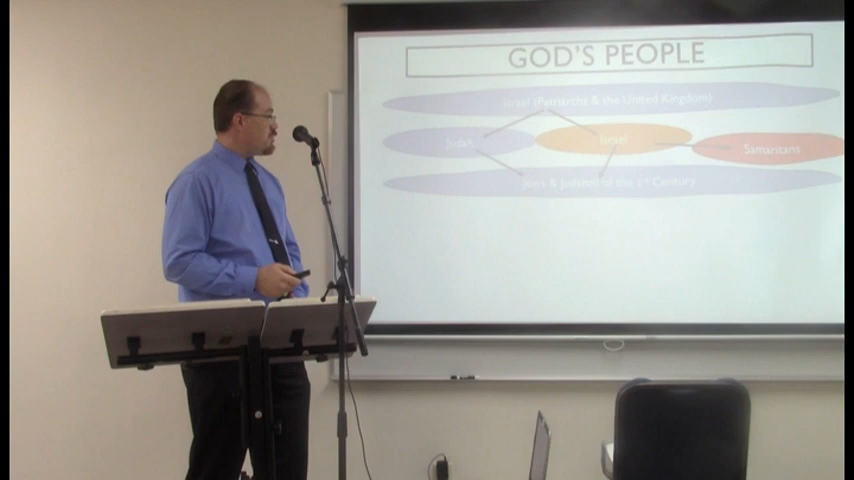 GOD'S PEOPLE
Israel (Patriarchs & the United Kingdom)
Judah
Israel
Samaritans
Jews & Judaism of the 1st Century